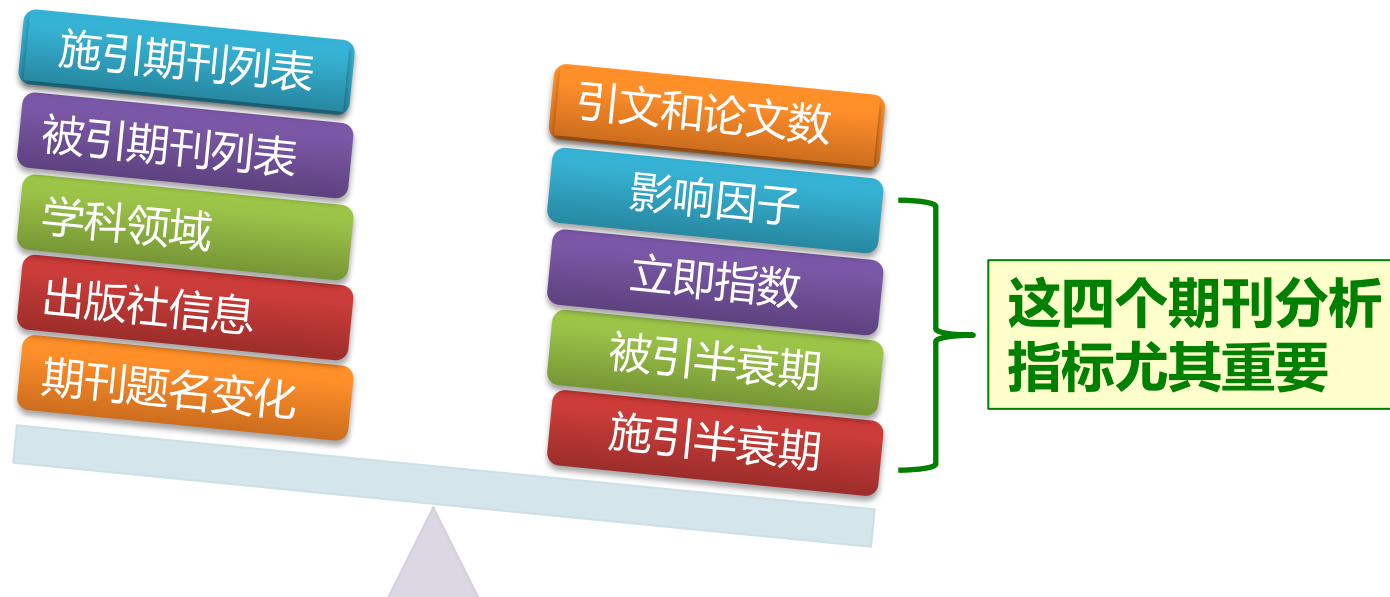 施引期刊列表
被引期刊列表
学科领域
出版社信息
期刊题名变化
引文和论文数
影响因子
立即指数
被引半衰期
施引半衰期
这四个期刊分析
指标尤其重要